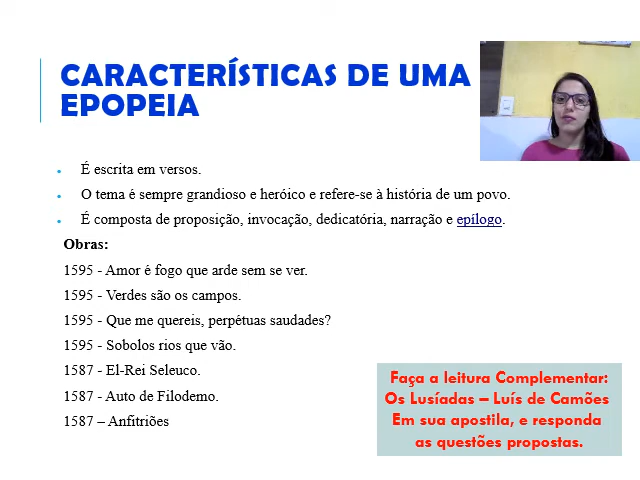 CARACTERÍSTICAS DE UMA
EPOPEIA
• É escrita em versos.
• O tema é sempre grandioso e heróico e refere-se à história de um povo.
• É composta de proposição, invocação, dedicatória, narração e epílogo.
Obras:
1595 - Amor é fogo que arde sem se ver.
1595 - Verdes são os campos.
1595 - Que me quereis, perpétuas saudades?
1595 - Sobolos rios que vão.
1587 - El-Rei Seleuco.
1587 - Auto de Filodemo.
1587 – Anfitriões
Faça a leitura Complementar:
Os Lusíadas – Luís de Camões
Em sua apostila, e responda
as questões propostas.